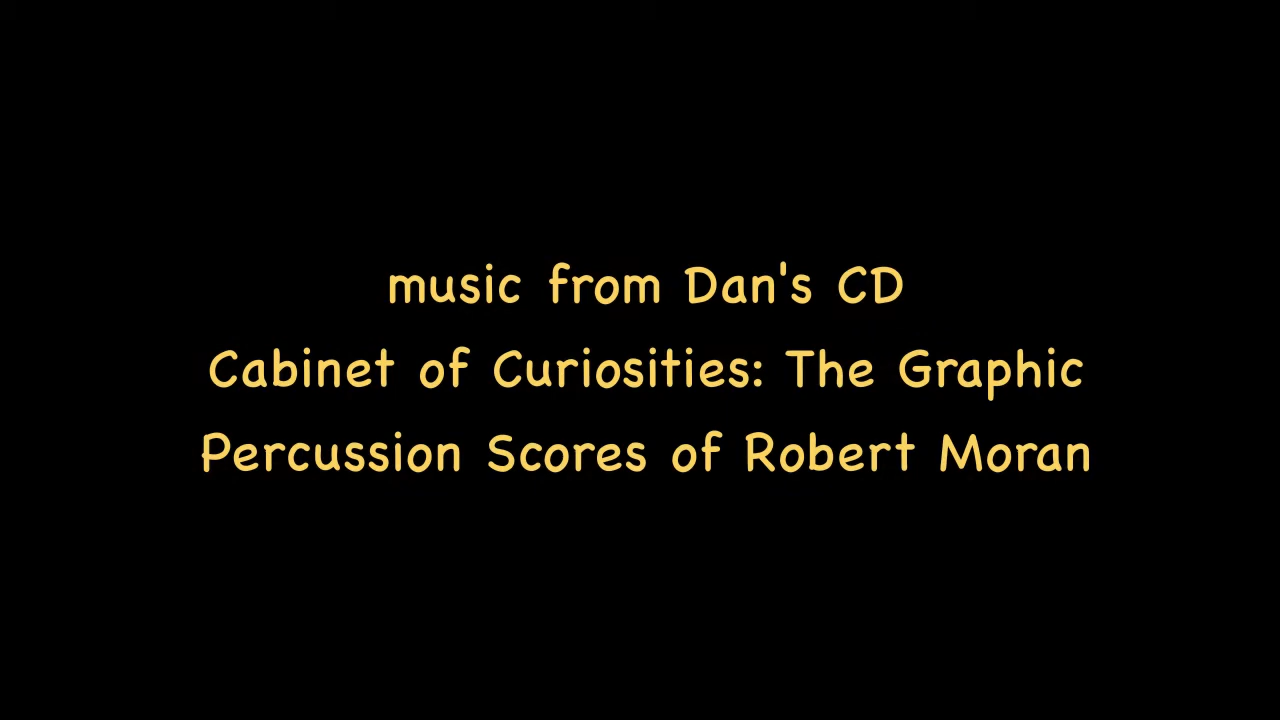 music from Dan's CD
Cabinet of Curiosities: The Graphic
Percussion Scores of Robert Moran